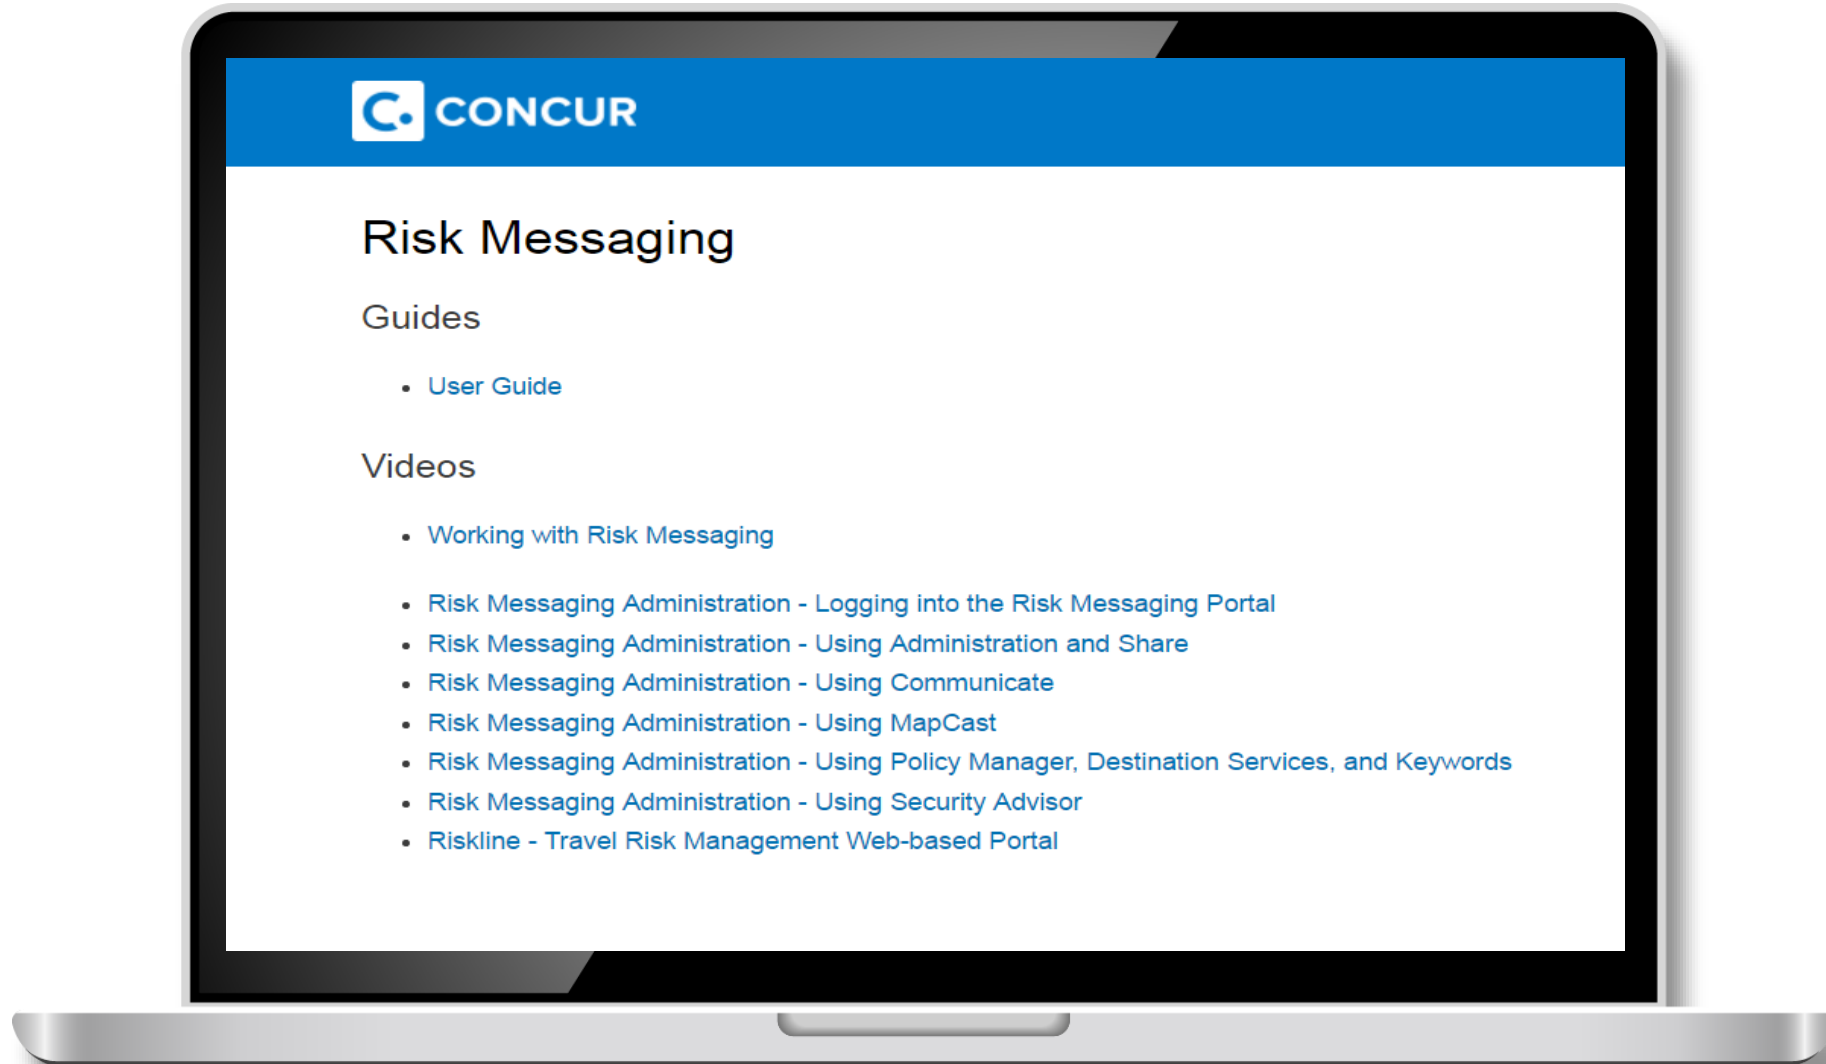 C. CONCUR
Risk Messaging
Guides
• User Guide
Videos
• Working with Risk Messaging
• Risk Messaging Administration - Logging into the Risk Messaging Portal
• Risk Messaging Administration - Using Administration and Share
• Risk Messaging Administration - Using Communicate
• Risk Messaging Administration - Using MapCast
• Risk Messaging Administration - Using Policy Manager, Destination Services, and Keywords
• Risk Messaging Administration - Using Security Advisor
• Riskline - Travel Risk Management Web-based Portal